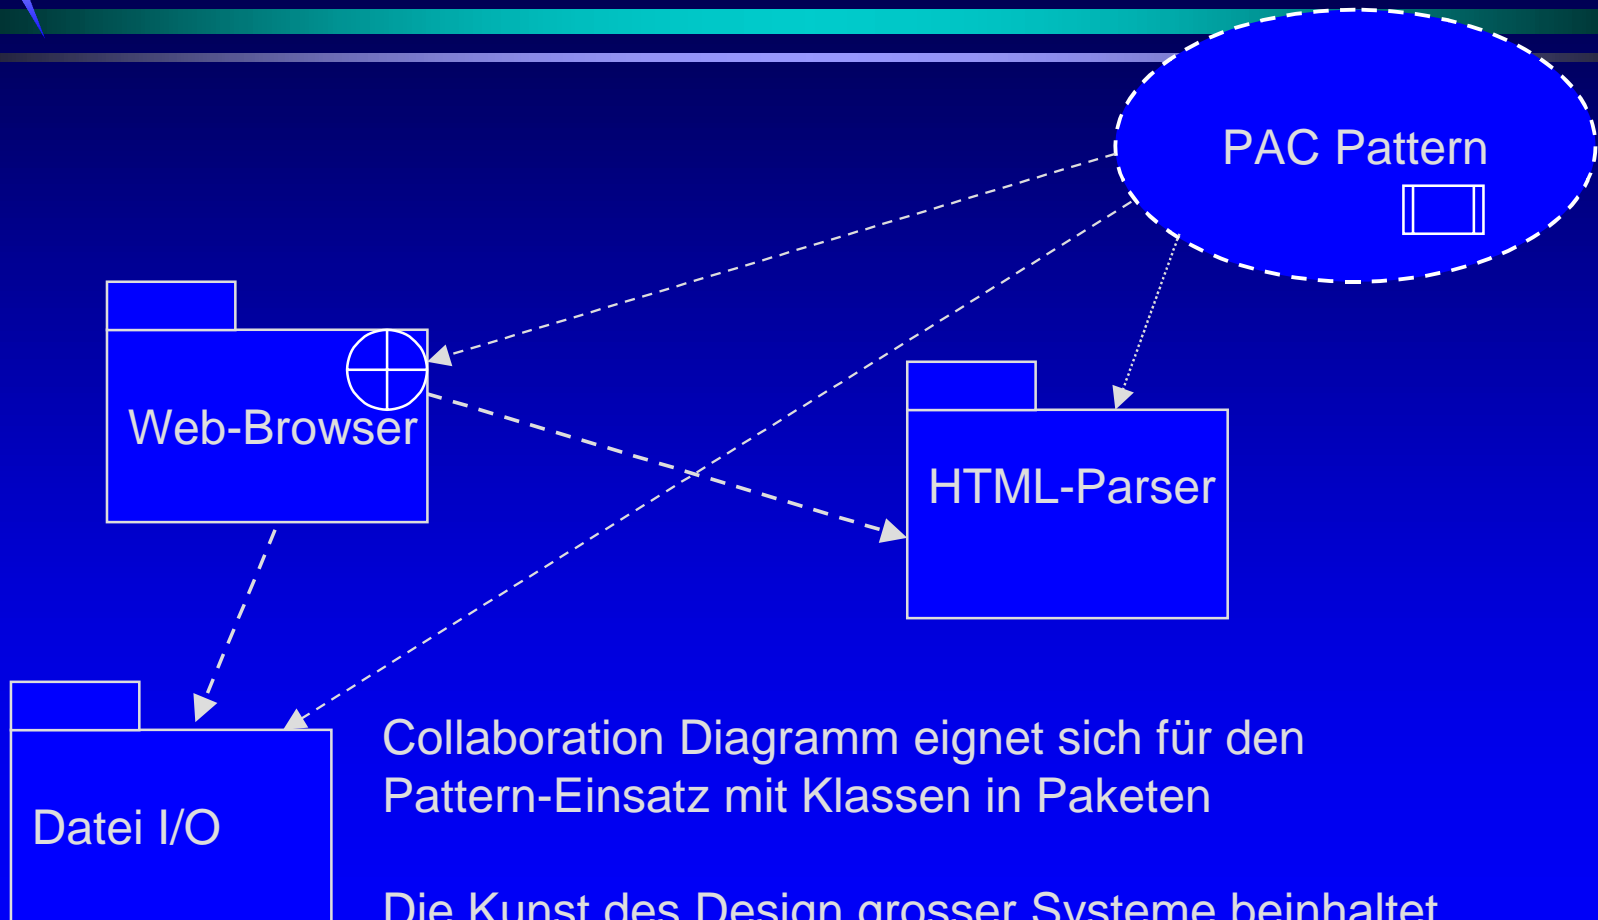 PAC Pattern
Web-Browser
HTML-Parser
Collaboration Diagramm eignet sich für den
Pattern-Einsatz mit Klassen in Paketen
Datei I/O
Die Kunst des Design grosser Systeme beinhaltet